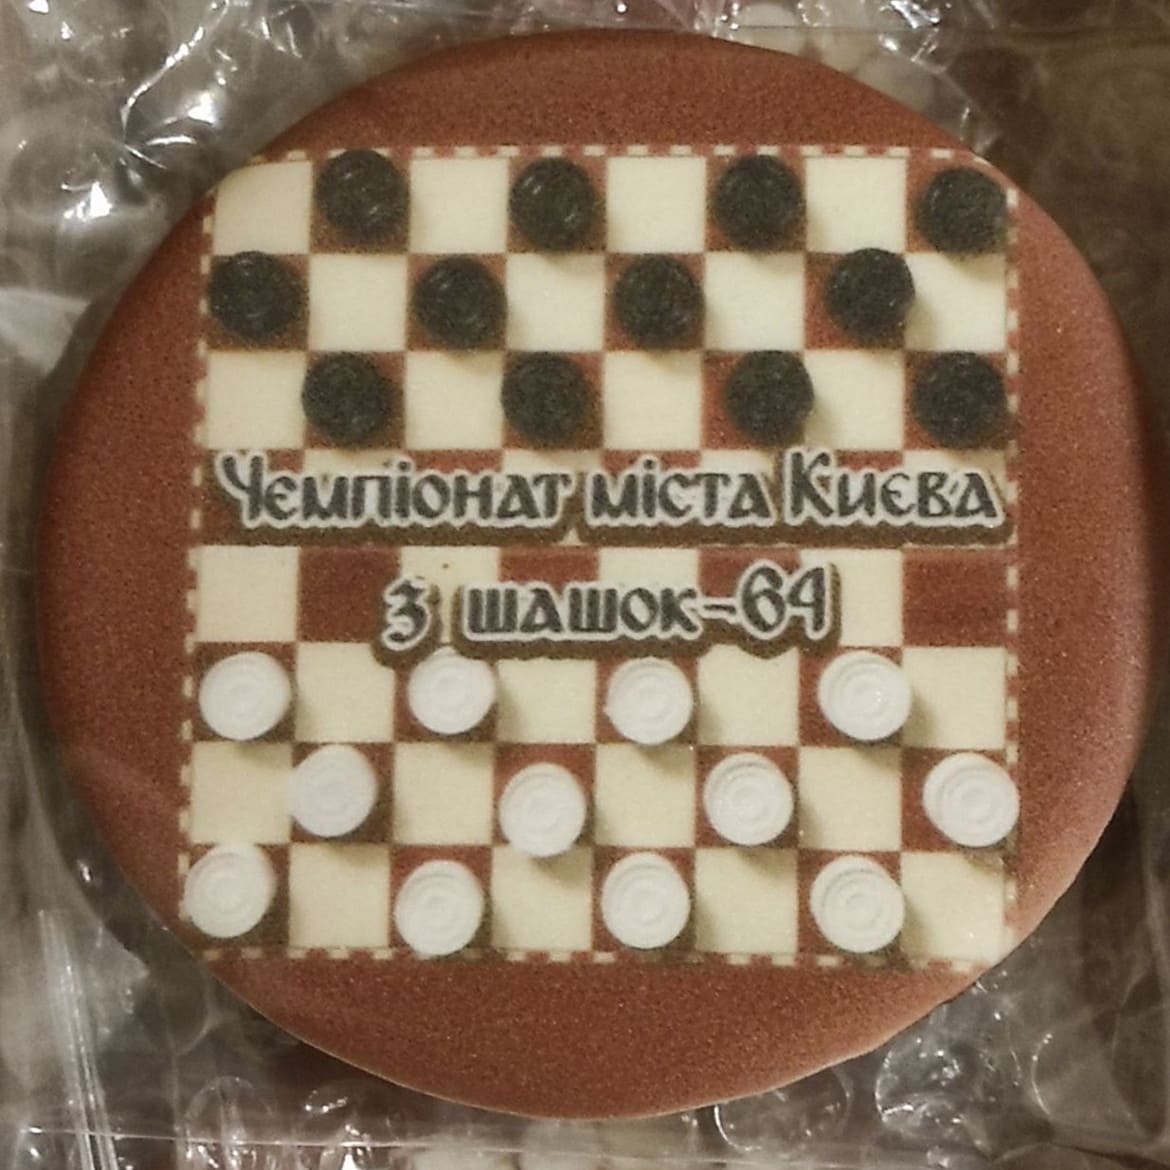 Чемпіонат міста Києва
з шашок-64